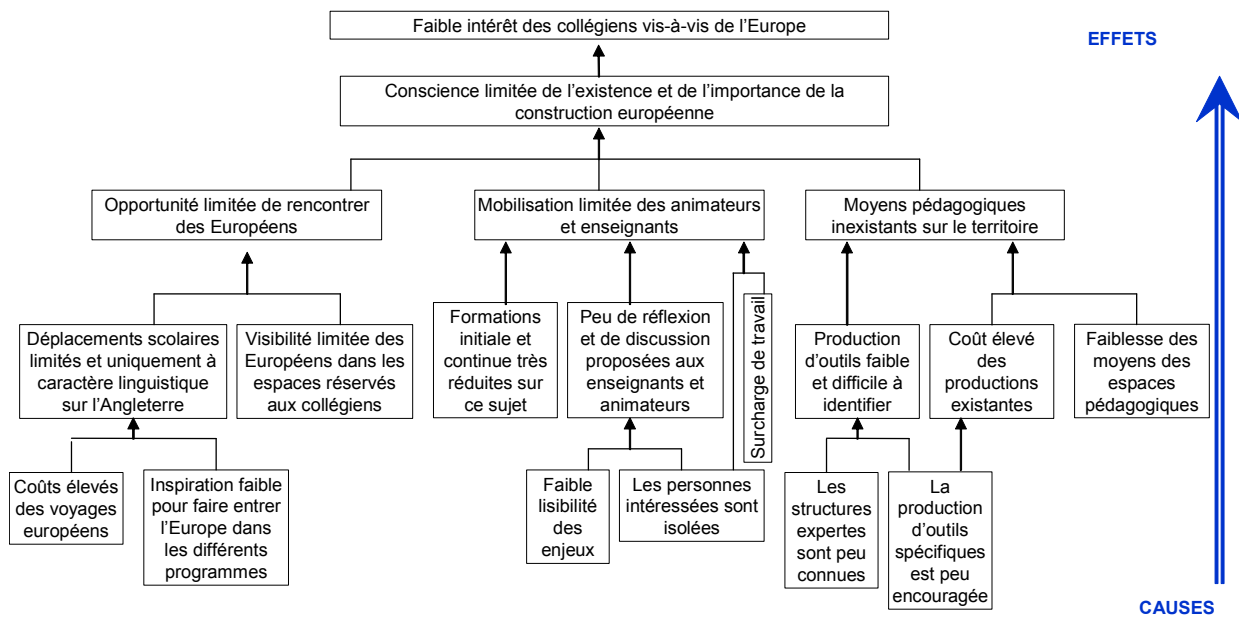 Faible intérêt des collégiens vis-à-vis de l’Europe
EFFETS
Conscience limitée de l’existence et de l’importance de la
construction européenne
Opportunité limitée de rencontrer
des Européens
Mobilisation limitée des animateurs
et enseignants
Moyens pédagogiques
inexistants sur le territoire
Déplacements scolaires
limités et uniquement à
caractère linguistique
sur l’Angleterre
Visibilité limitée des
Européens dans les
espaces réservés
aux collégiens
Formations
initiale et
continue très
réduites sur
ce sujet
Peu de réflexion
et de discussion
proposées aux
enseignants et
animateurs
Surcharge de travail
Production
d’outils faible
et difficile à
identifier
Coût élevé
des
productions
existantes
Faiblesse des
moyens des
espaces
pédagogiques
Coûts élevés
des voyages
européens
Inspiration faible
pour faire entrer
l’Europe dans
les différents
programmes
Faible
lisibilité
des
enjeux
Les personnes
intéressées sont
isolées
Les
structures
expertes
sont peu
connues
La
production
d’outils
spécifiques
est peu
encouragée
CAUSES